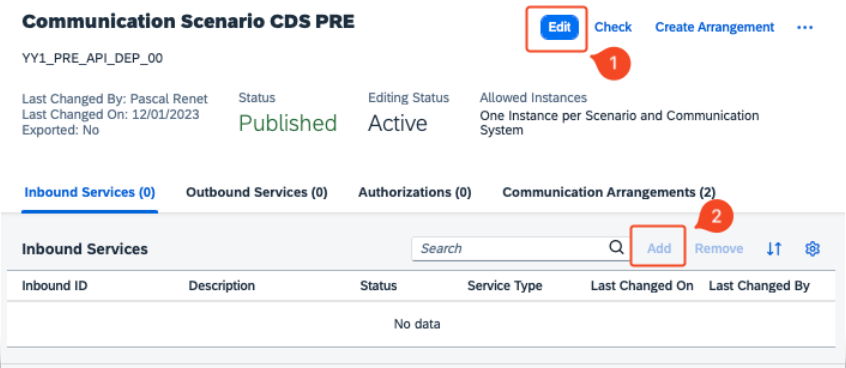 Communication Scenario CDS PRE
Edit Check Create Arrangement ...
1
YY1_PRE_API_DEP_00
Last Changed By: Pascal Renet
Last Changed On: 12/01/2023
Exported: No
Status
Published
Editing Status
Active
Allowed Instances
One Instance per Scenario and Communication
System
Inbound Services (0) Outbound Services (0) Authorizations (0) Communication Arrangements (2)
2
Inbound Services Search Add Remove
Inbound ID Description Status Service Type Last Changed On Last Changed By
No data